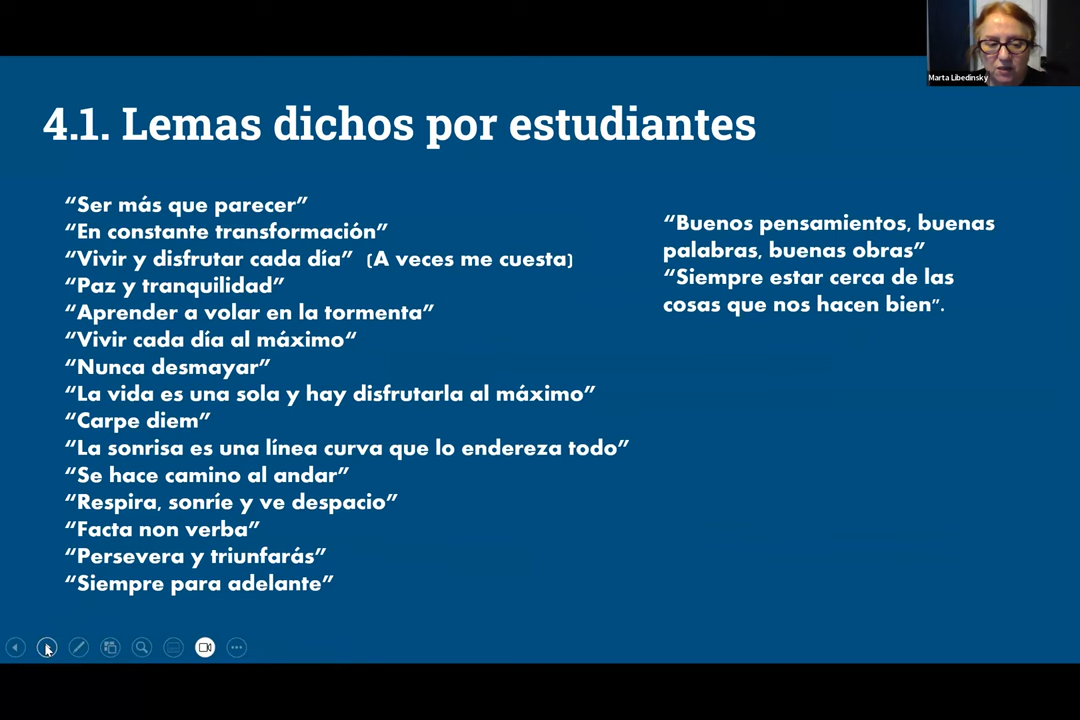 Marta Libedinsky
4.1. Lemas dichos por estudiantes
“Ser más que parecer”
“En constante transformación”
“Vivir y disfrutar cada día” (A veces me cuesta)
“Paz y tranquilidad”
“Aprender a volar en la tormenta”
“Vivir cada día al máximo“
“Nunca desmayar”
“La vida es una sola y hay disfrutarla al máximo”
“Carpe diem”
“La sonrisa es una línea curva que lo endereza todo”
“Se hace camino al andar”
“Respira, sonríe y ve despacio”
“Facta non verba”
“Persevera y triunfarás”
“Siempre para adelante”
“Buenos pensamientos, buenas
palabras, buenas obras”
“Siempre estar cerca de las
cosas que nos hacen bien”.